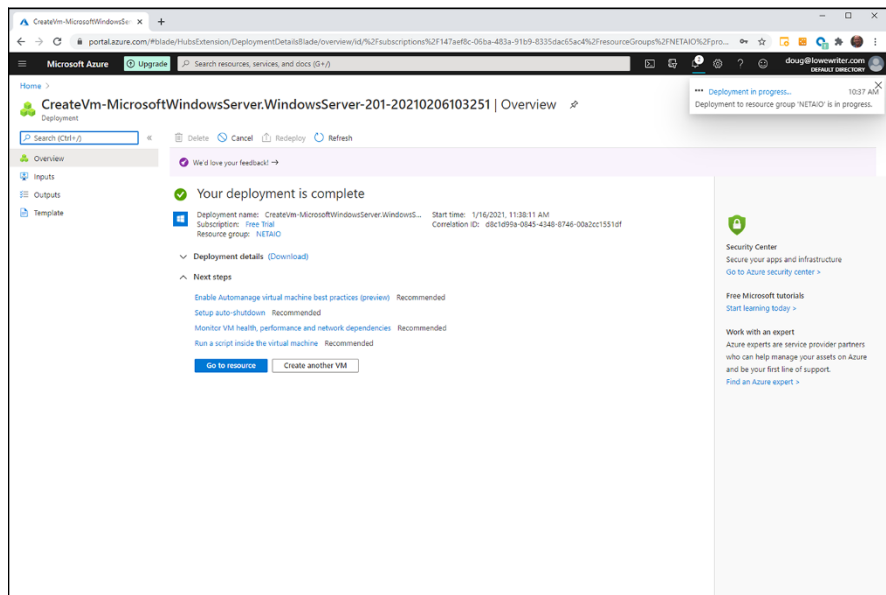 CreateVm-MicrosoftWindowsSer
portal.azure.com/#blade/HubsExtension/DeploymentDetailsBlade/overview/id/%2Fsubscriptions%2F147aef8c-06ba-483a-91b9-8335dac65ac4%2FresourceGroups%2FNETAIO%2Fpro...
Microsoft Azure
Upgrade
Search resources, services, and docs (G+/)
doug@lowewriter.com
DEFAULT DIRECTORY
Home >
CreateVm-MicrosoftWindowsServer.WindowsServer-201-20210206103251 | Overview
Deployment
Deployment in progress... 10:37 AM
Deployment to resource group 'NETAIO' is in progress.
Search (Ctrl+/)
Delete Cancel Redeploy Refresh
Overview
Inputs
Outputs
Template
We'd love your feedback! →
Your deployment is complete
Deployment name: CreateVm-MicrosoftWindowsServer.WindowsS... Start time: 1/16/2021, 11:38:11 AM
Subscription: Free Trial Correlation ID: d8c1d99a-0845-4348-8746-00a2cc1551df
Resource group: NETAIO
Deployment details (Download)
Next steps
Enable Automanage virtual machine best practices (preview) Recommended
Setup auto-shutdown Recommended
Monitor VM health, performance and network dependencies Recommended
Run a script inside the virtual machine Recommended
Go to resource Create another VM
Security Center
Secure your apps and infrastructure
Go to Azure security center >
Free Microsoft tutorials
Start learning today >
Work with an expert
Azure experts are service provider partners
who can help manage your assets on Azure
and be your first line of support.
Find an Azure expert >